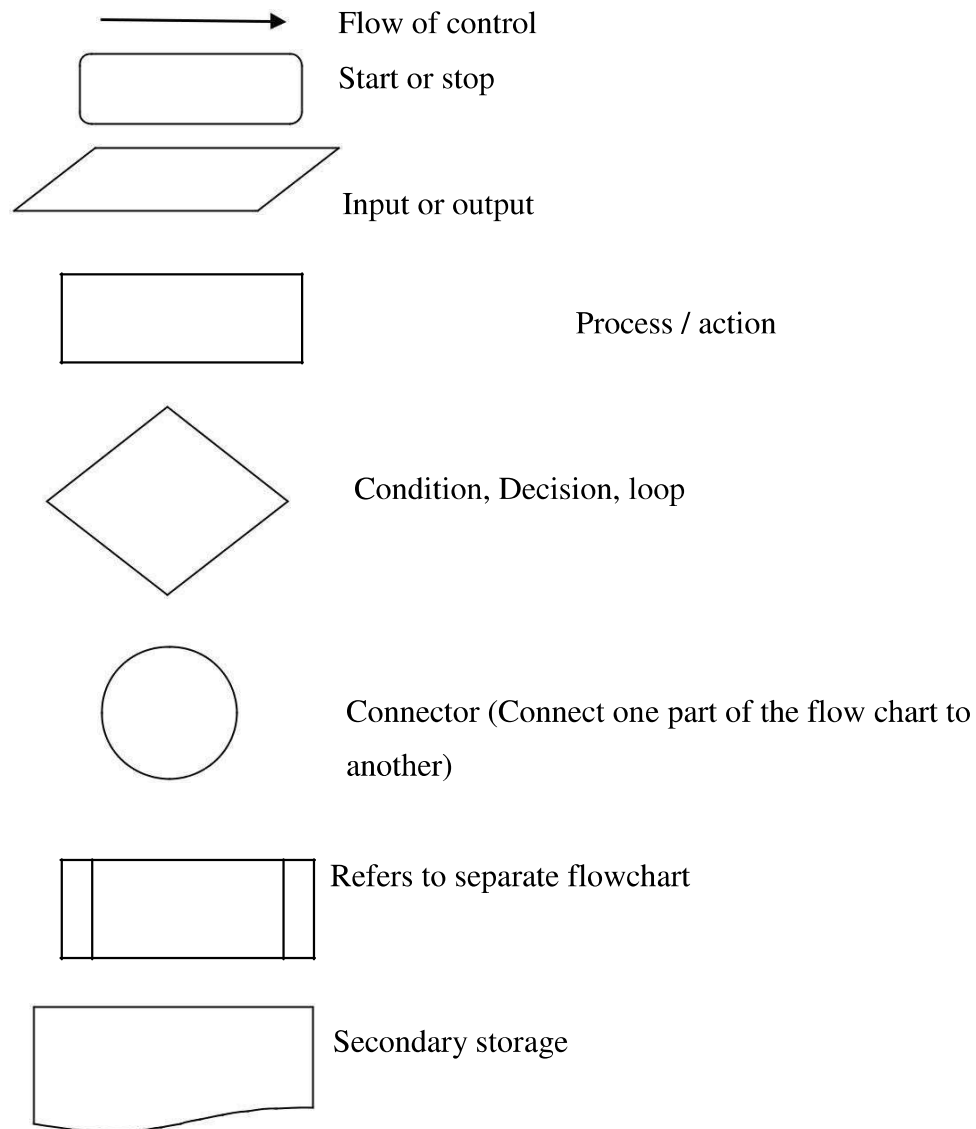 Flow of control
Start or stop
Input or output
Process / action
Condition, Decision, loop
Connector (Connect one part of the flow chart to
another)
Refers to separate flowchart
Secondary storage